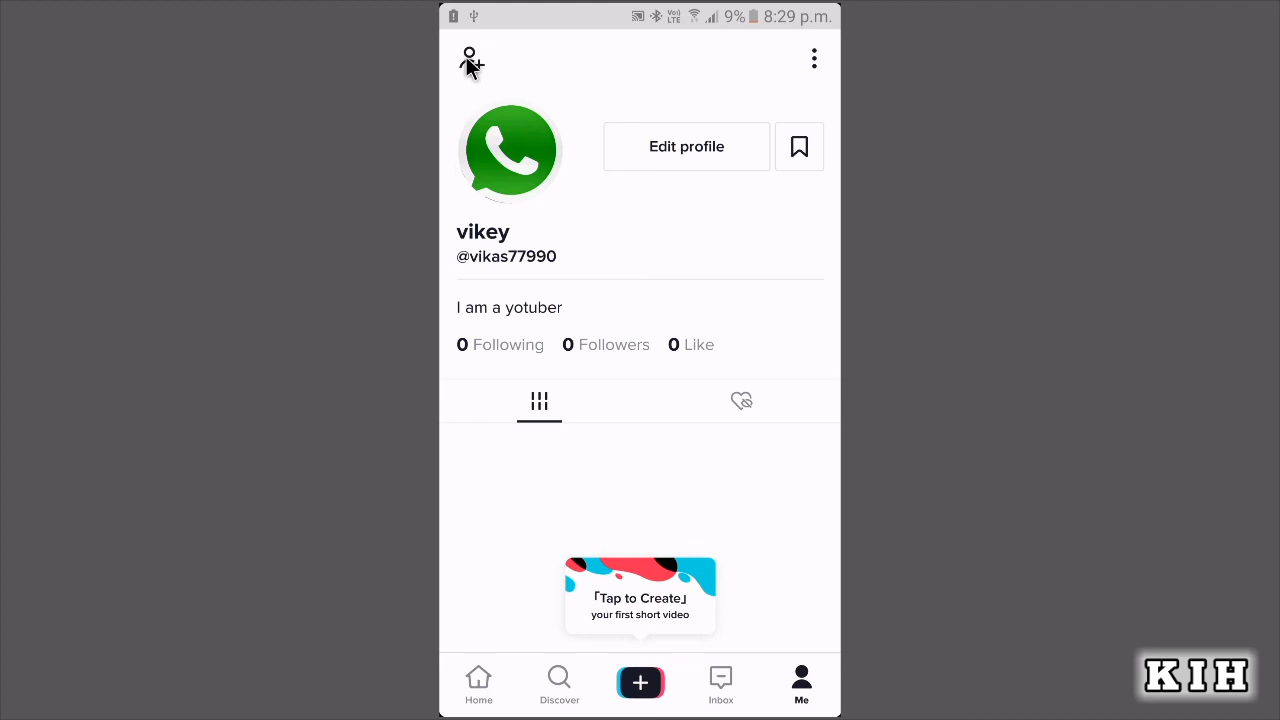 9% 8:29 p.m.
Edit profile
vikey
@vikas77990
I am a yotuber
0 Following 0 Followers 0 Like
「Tap to Create」
your first short video
Home Discover Inbox Me
KIH